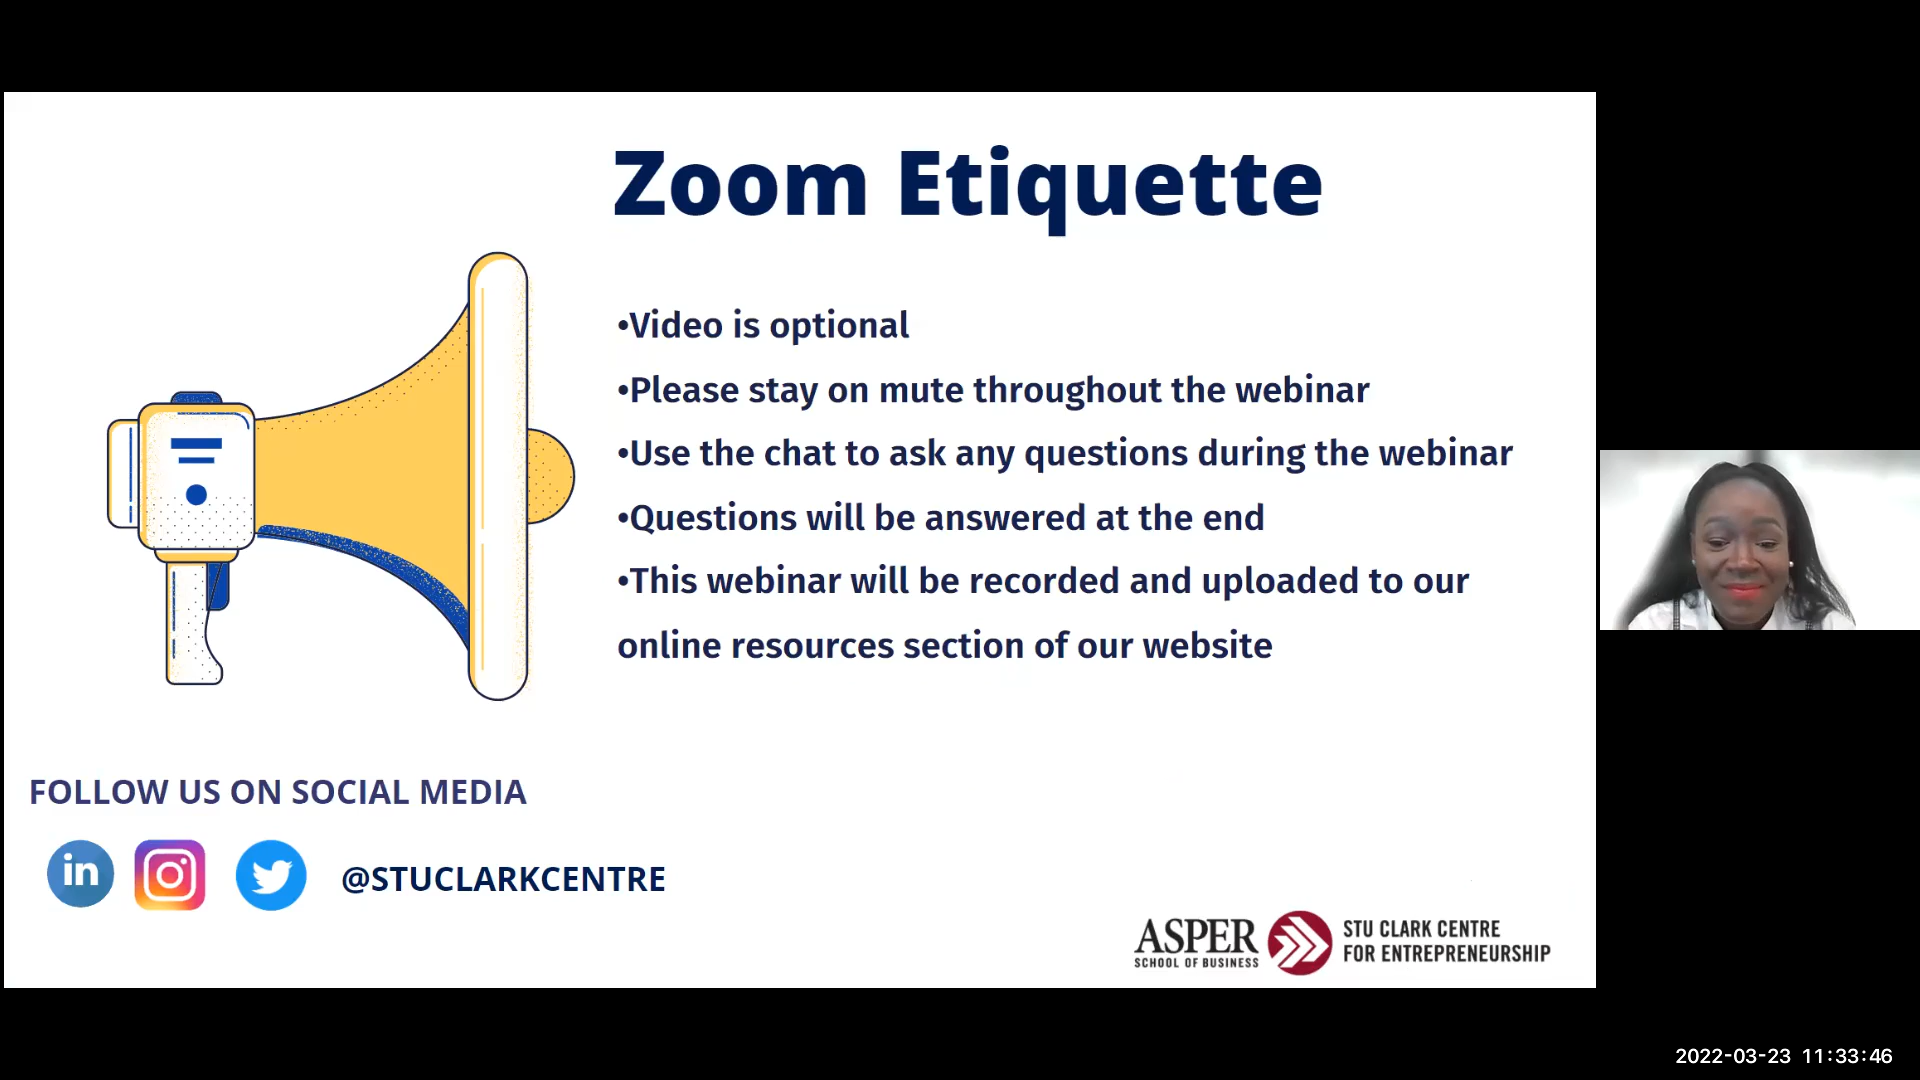 Zoom Etiquette
•Video is optional
•Please stay on mute throughout the webinar
•Use the chat to ask any questions during the webinar
•Questions will be answered at the end
•This webinar will be recorded and uploaded to our
online resources section of our website
FOLLOW US ON SOCIAL MEDIA
in
@STUCLARKCENTRE
ASPER
SCHOOL OF BUSINESS
STU CLARK CENTRE
FOR ENTREPRENEURSHIP
2022-03-23 11:33:46